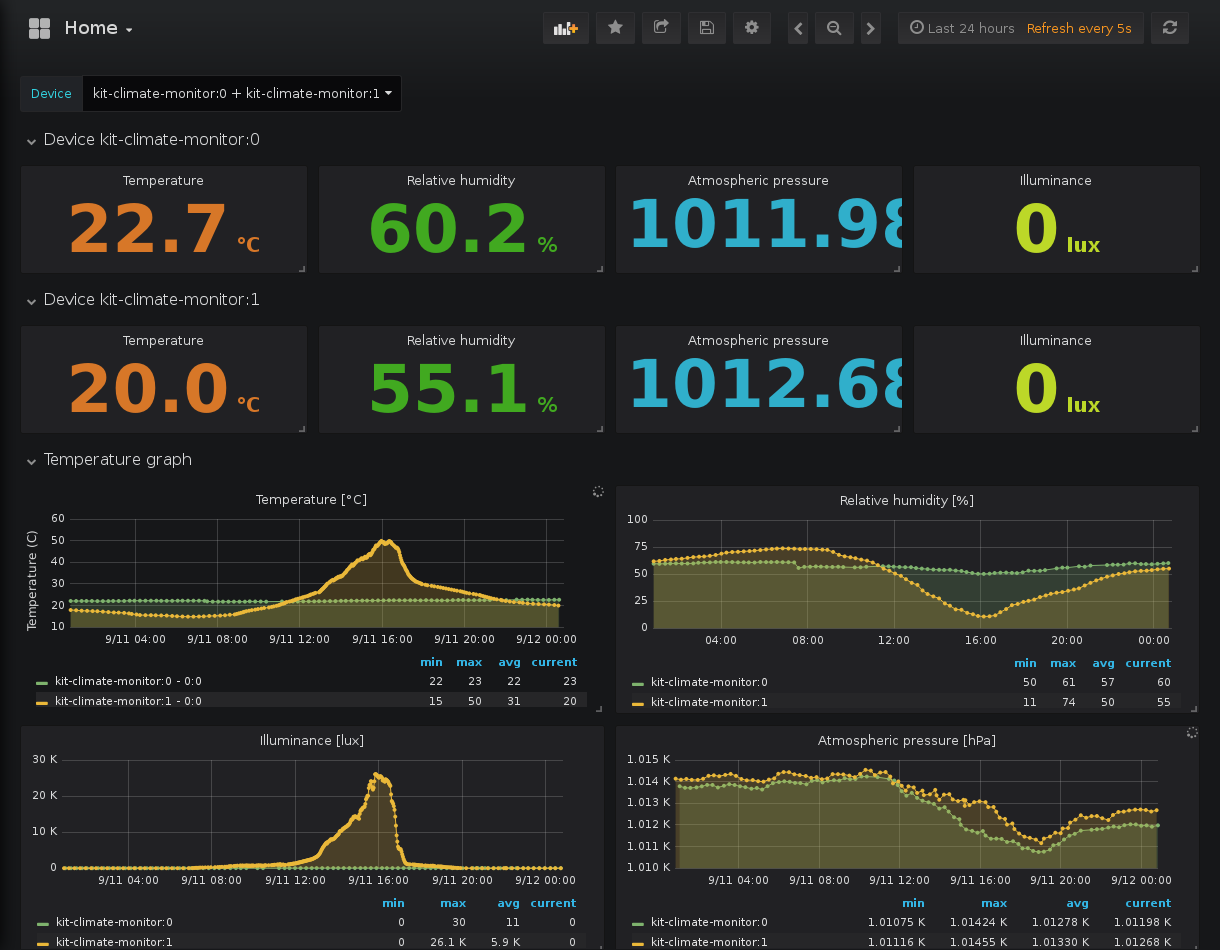 Home
Last 24 hours Refresh every 5s
Device kit-climate-monitor:0 + kit-climate-monitor:1
Device kit-climate-monitor:0
Temperature Relative humidity Atmospheric pressure Illuminance
22.7 °C 60.2 % 1011.98 0 lux
Device kit-climate-monitor:1
Temperature Relative humidity Atmospheric pressure Illuminance
20.0 °C 55.1 % 1012.68 0 lux
Temperature graph
Temperature [°C]
Temperature (C)
60
50
40
30
20
10
9/11 04:00 9/11 08:00 9/11 12:00 9/11 16:00 9/11 20:00 9/12 00:00
min max avg current
kit-climate-monitor:0 - 0:0 22 23 22 23
kit-climate-monitor:1 - 0:0 15 50 31 20
Relative humidity [%]
100
75
50
25
0
04:00 08:00 12:00 16:00 20:00 00:00
min max avg current
kit-climate-monitor:0 50 61 57 60
kit-climate-monitor:1 11 74 50 55
Illuminance [lux]
30 K
20 K
10 K
0
9/11 04:00 9/11 08:00 9/11 12:00 9/11 16:00 9/11 20:00 9/12 00:00
min max avg current
kit-climate-monitor:0 0 30 11 0
kit-climate-monitor:1 0 26.1 K 5.9 K 0
Atmospheric pressure [hPa]
1.015 K
1.014 K
1.013 K
1.012 K
1.011 K
1.010 K
9/11 04:00 9/11 08:00 9/11 12:00 9/11 16:00 9/11 20:00 9/12 00:00
min max avg current
kit-climate-monitor:0 1.01075 K 1.01424 K 1.01278 K 1.01198 K
kit-climate-monitor:1 1.01116 K 1.01455 K 1.01330 K 1.01268 K